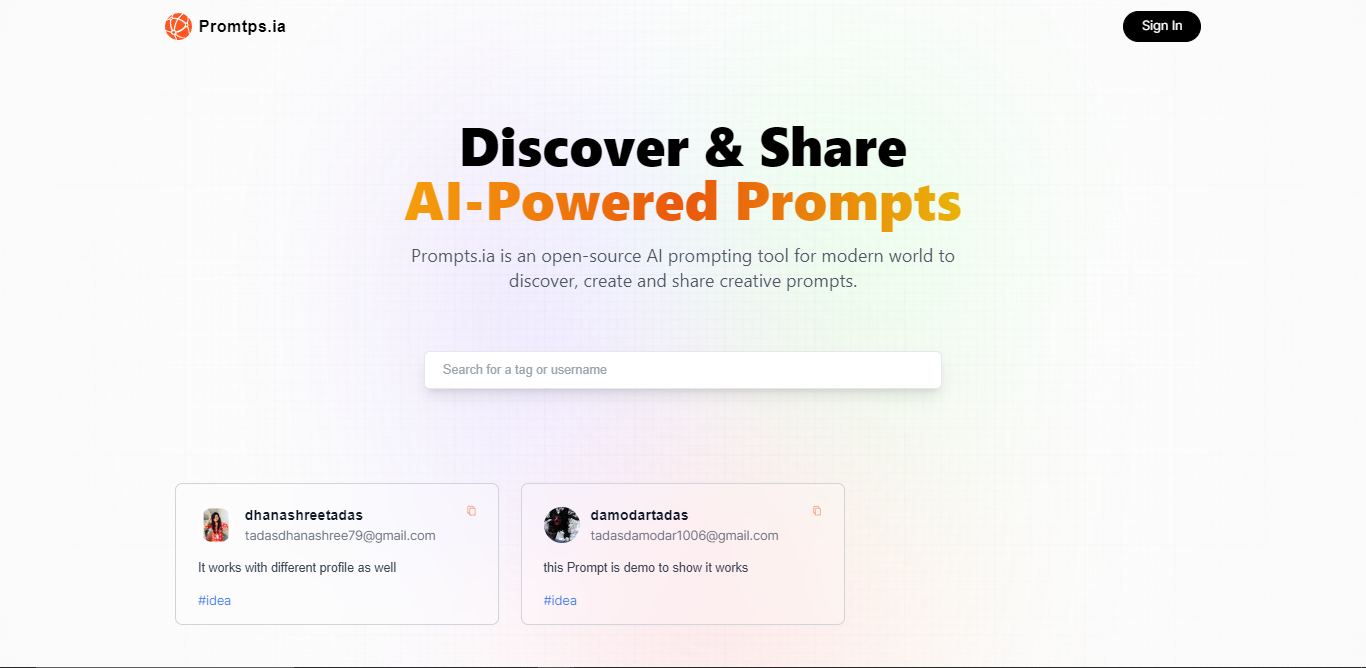 Promtps.ia
Sign In
Discover & Share
AI-Powered Prompts
Prompts.ia is an open-source AI prompting tool for modern world to
discover, create and share creative prompts.
Search for a tag or username
dhanashreetadas
tadasdhanashree79@gmail.com
It works with different profile as well
#idea
damodartadas
tadasdamodar1006@gmail.com
this Prompt is demo to show it works
#idea